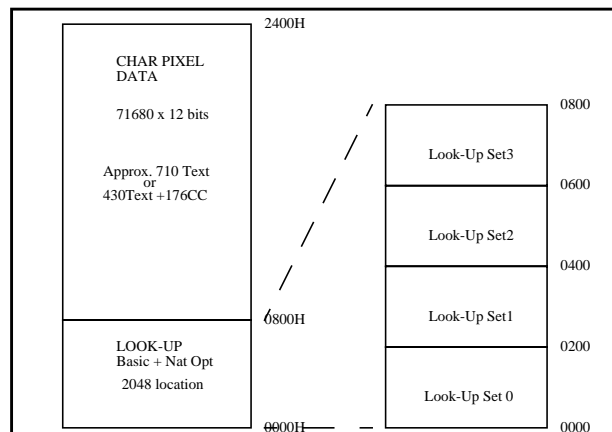 2400H
CHAR PIXEL
DATA
71680 x 12 bits
Approx. 710 Text
or
430Text +176CC
0800H
LOOK-UP
Basic + Nat Opt
2048 location
0000H
0800
Look-Up Set3
0600
Look-Up Set2
0400
Look-Up Set1
0200
Look-Up Set 0
0000